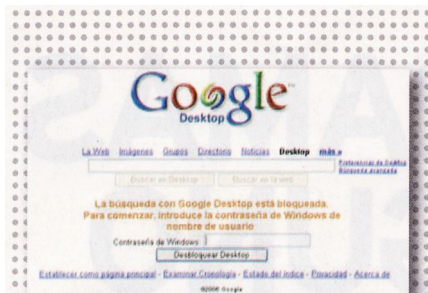 Google
Desktop
La Web Imágenes Grupos Directorio Noticias Desktop más »
Preferencias de Desktop
Búsqueda avanzada
Buscar en Desktop Buscar en la web
La búsqueda con Google Desktop está bloqueada.
Para comenzar, introduce la contraseña de Windows de
nombre de usuario
Contraseña de Windows
Desbloquear Desktop
Establecer como página principal - Examinar Cronología - Estado del índice - Privacidad - Acerca de
©2006 Google